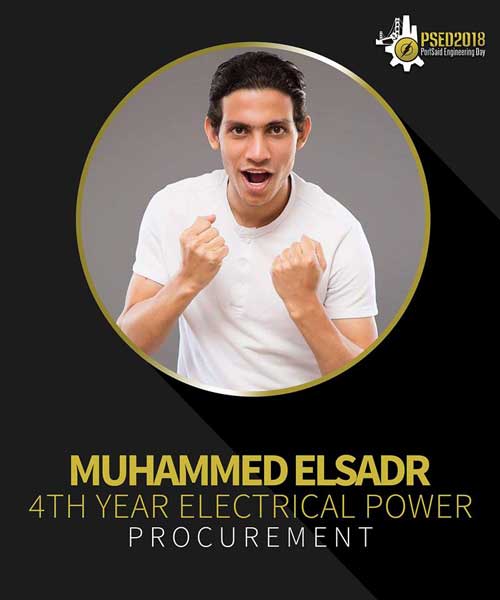 PSED2018
PortSaid Engineering Day
MUHAMMED ELSADR
4TH YEAR ELECTRICAL POWER
PROCUREMENT